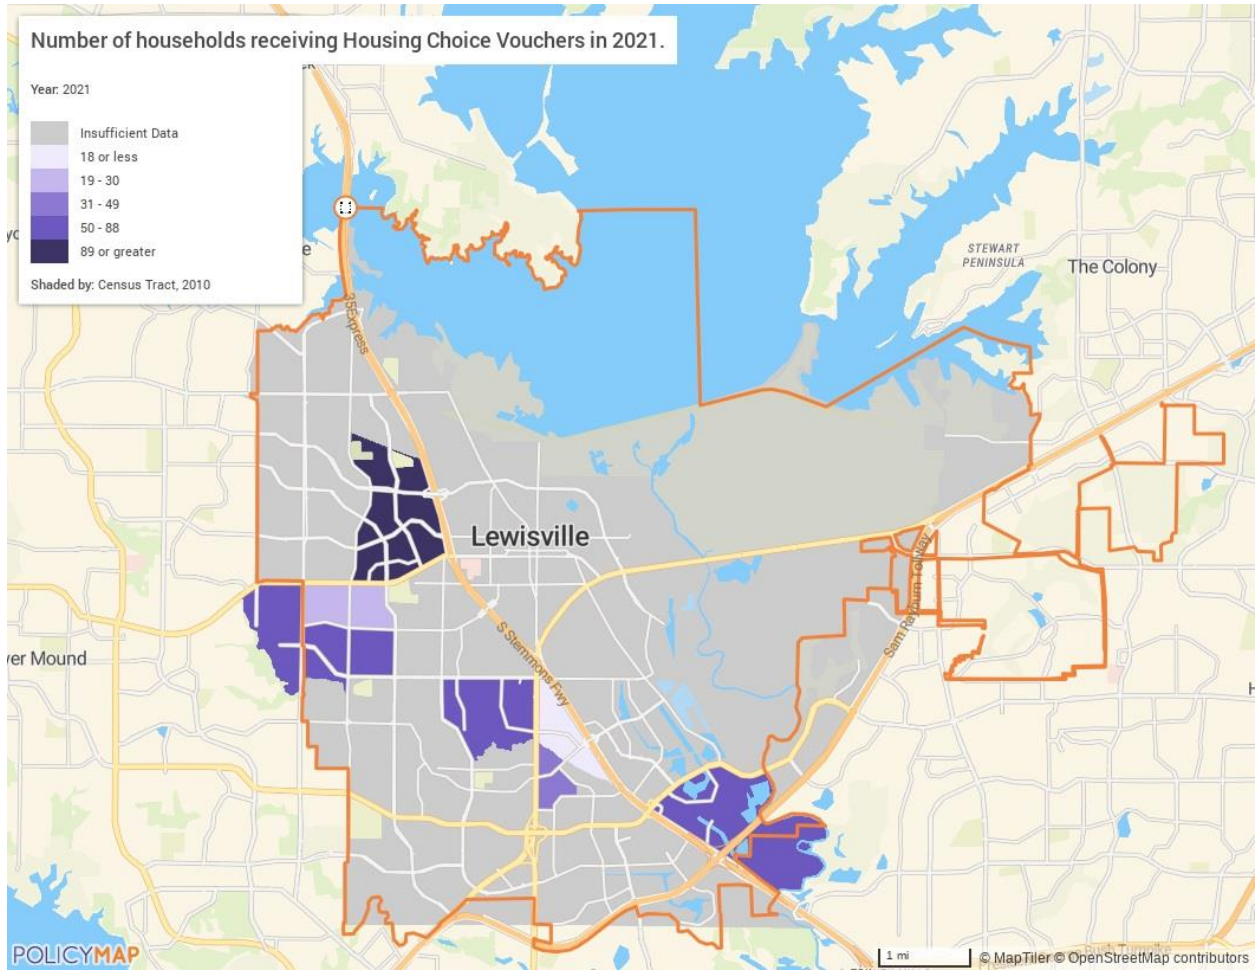 Number of households receiving Housing Choice Vouchers in 2021.
Year: 2021
Insufficient Data
18 or less
19 - 30
31 - 49
50 - 88
89 or greater
Shaded by: Census Tract, 2010
STEWART
PENINSULA
The Colony
35Express
Lewisville
Sam Rayburn Tollway
S Stemmons Fwy
ver Mound
POLICYMAP
1 mi
© MapTiler © OpenStreetMap contributors